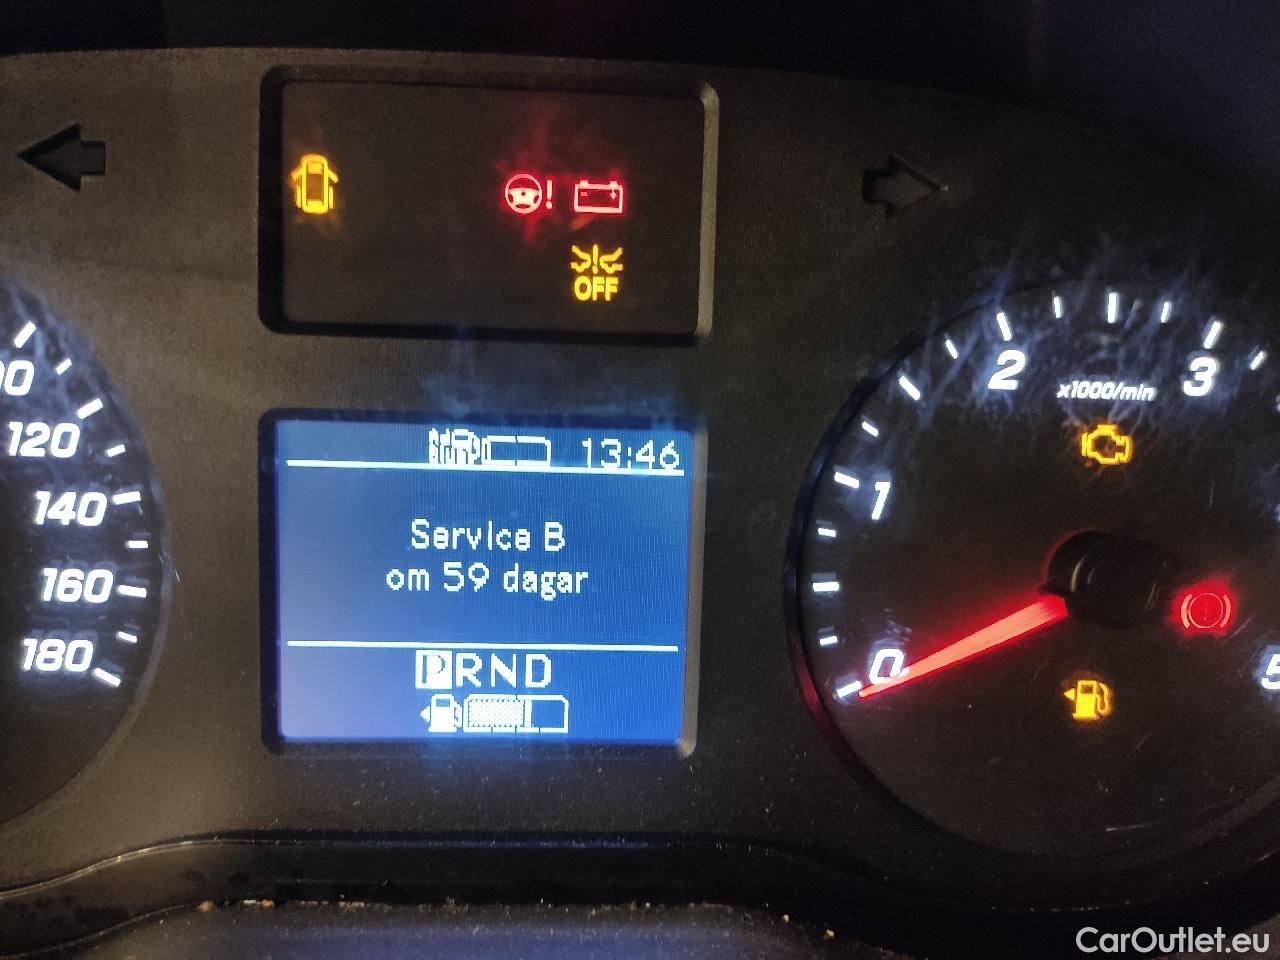 OFF
2
3
x1000/min
120
13:46
1
140
Service B
om 59 dagar
160
180
PRND
0
5
CarOutlet.eu